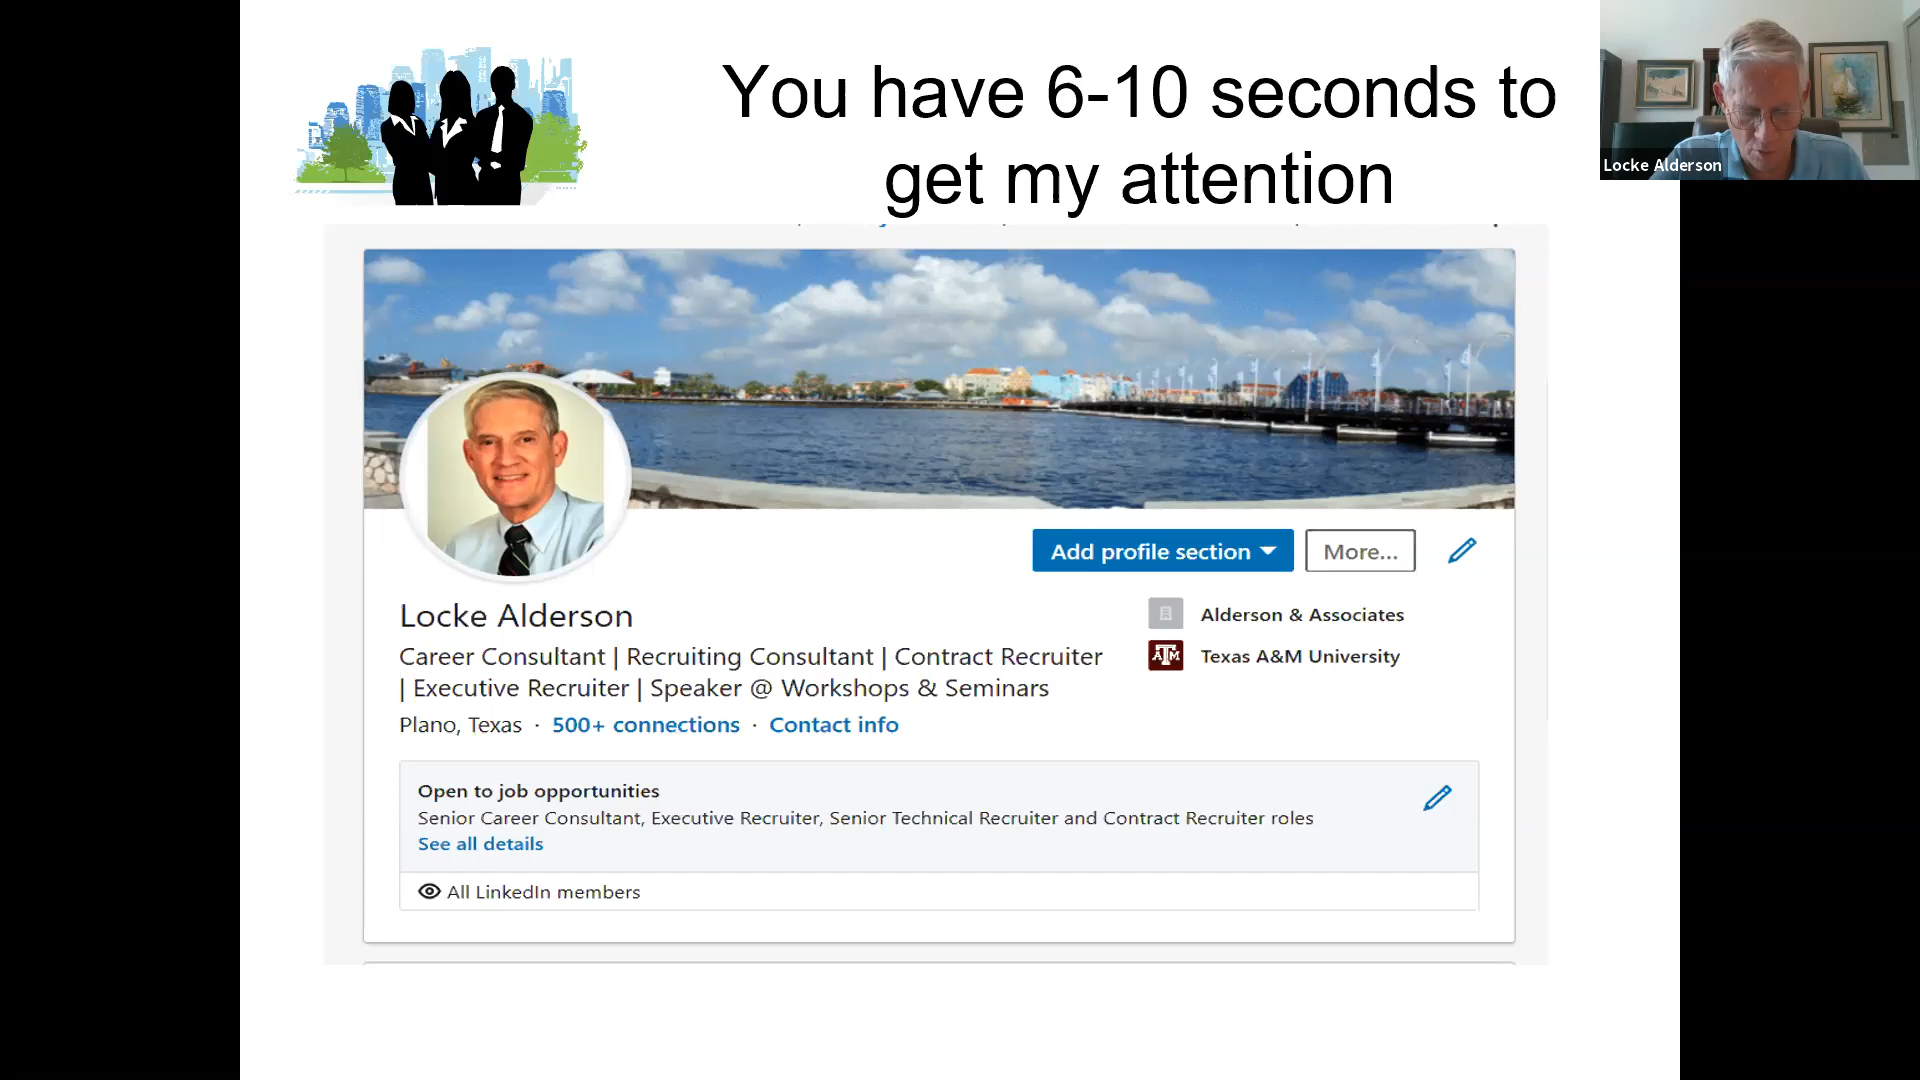 You have 6-10 seconds to
get my attention
Locke Alderson
Add profile section
More...
Locke Alderson
Career Consultant | Recruiting Consultant | Contract Recruiter
| Executive Recruiter | Speaker @ Workshops & Seminars
Plano, Texas · 500+ connections · Contact info
Alderson & Associates
ATM
Texas A&M University
Open to job opportunities
Senior Career Consultant, Executive Recruiter, Senior Technical Recruiter and Contract Recruiter roles
See all details
All LinkedIn members